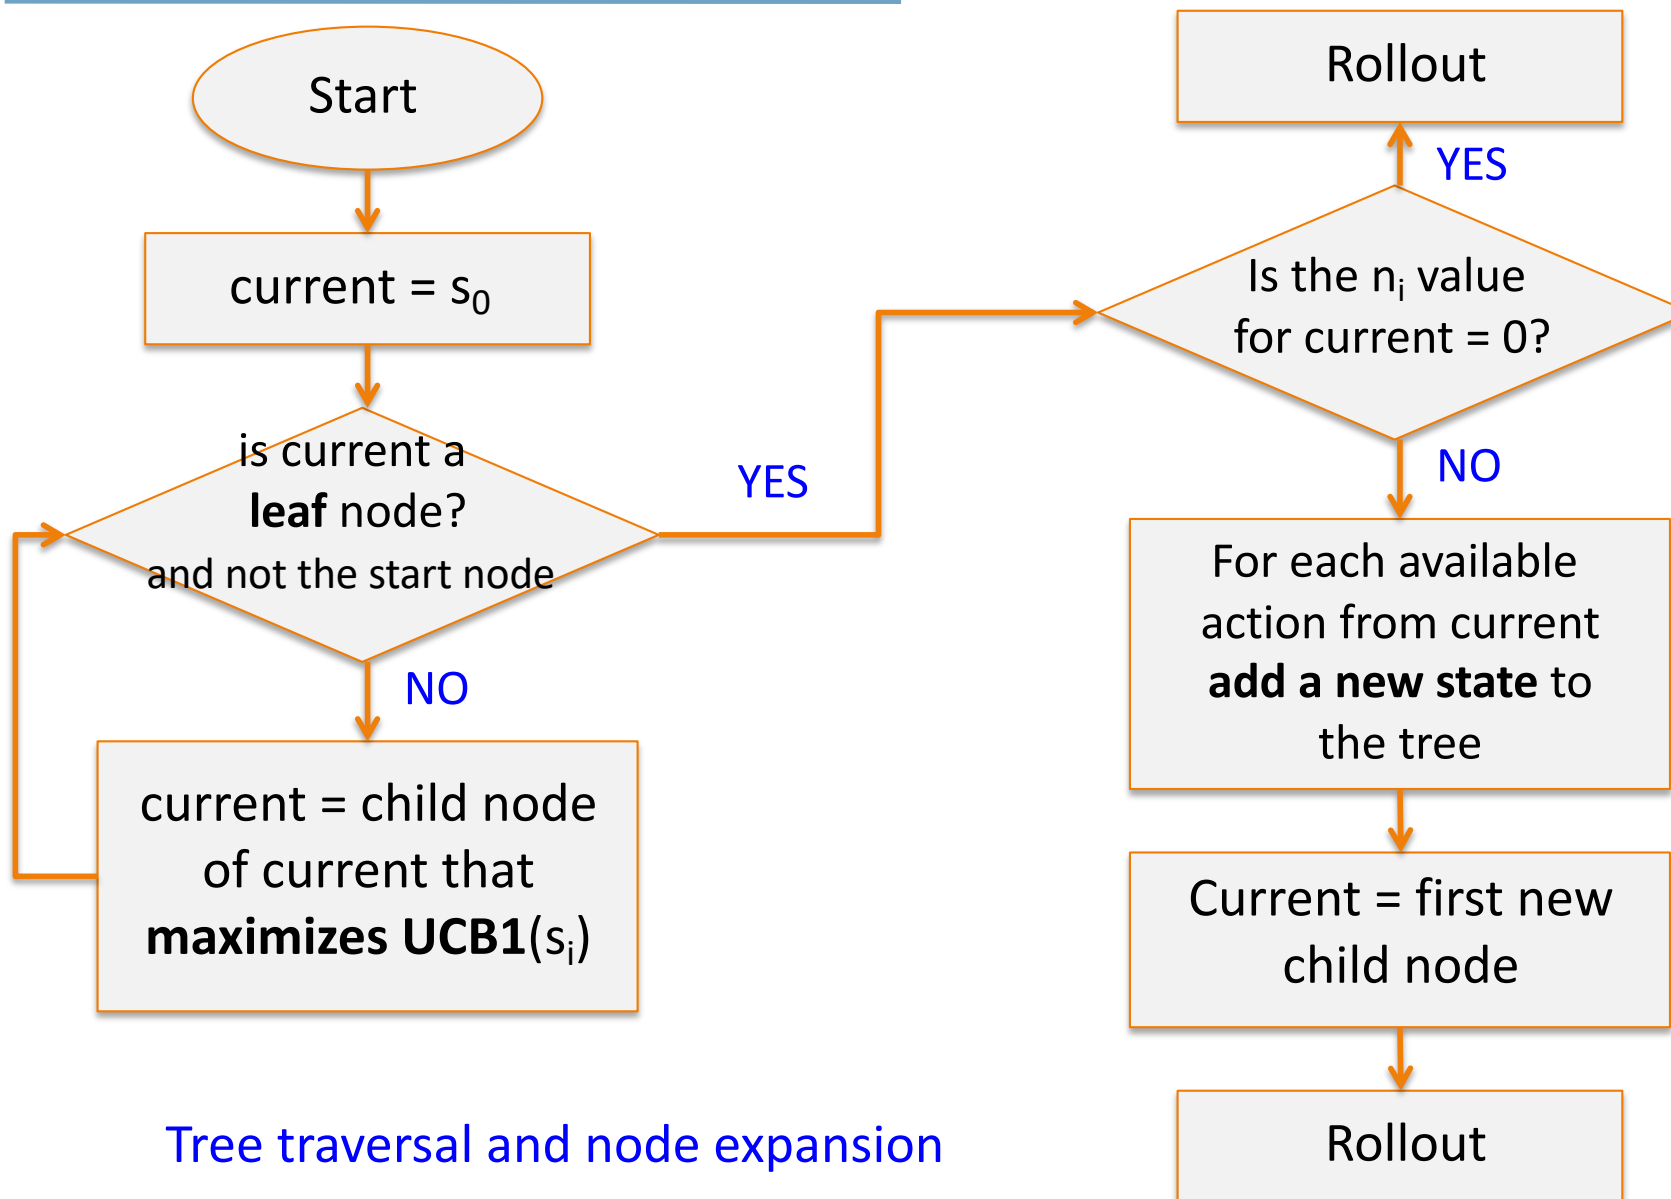 Start
current = s₀
is current a
leaf node?
and not the start node
YES
NO
current = child node
of current that
maximizes UCB1(sᵢ)
Tree traversal and node expansion
Rollout
YES
Is the nᵢ value
for current = 0?
NO
For each available
action from current
add a new state to
the tree
Current = first new
child node
Rollout